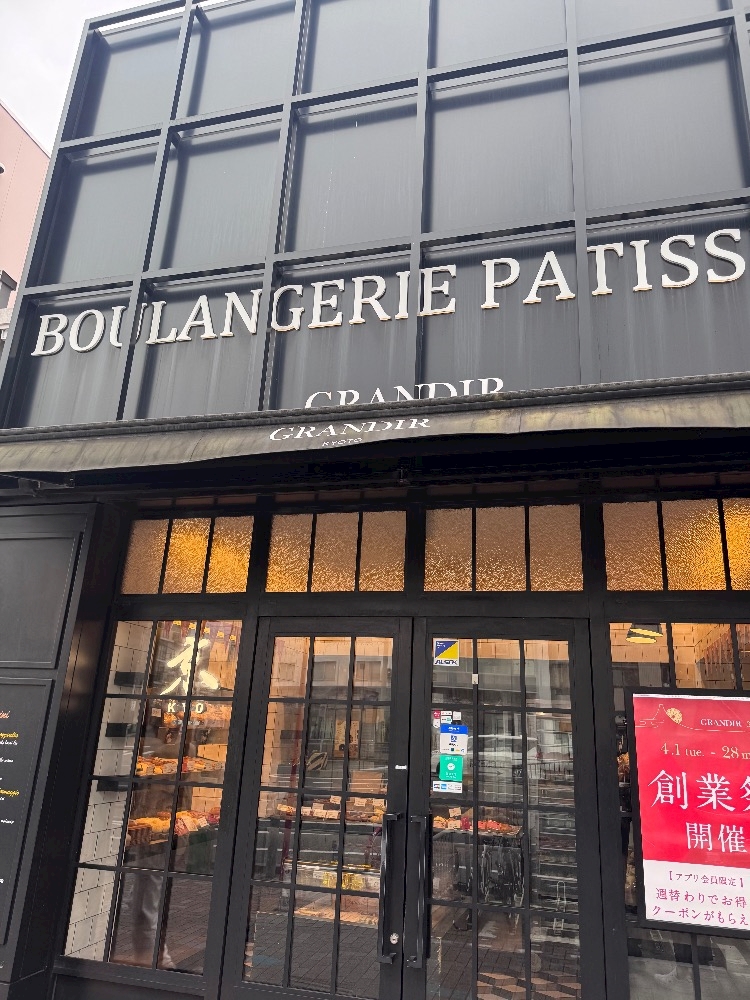 BOULANGERIE PATISS
GRANDIR
GRANDIR
KYOTO
京
ALSOK
GRANDIR
4.1 tue. - 28 m
創業祭
開催
【アプリ会員限定】
週替わりでお得
クーポンがもらえ